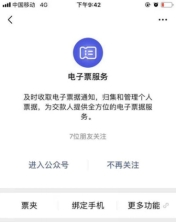 中国移动 4G 下午9:42
电子票服务
及时收取电子票据通知，归集和管理个人
票据，为交款人提供全方位的电子票据服
务。
7位朋友关注
进入公众号 不再关注
票夹 绑定手机 更多功能